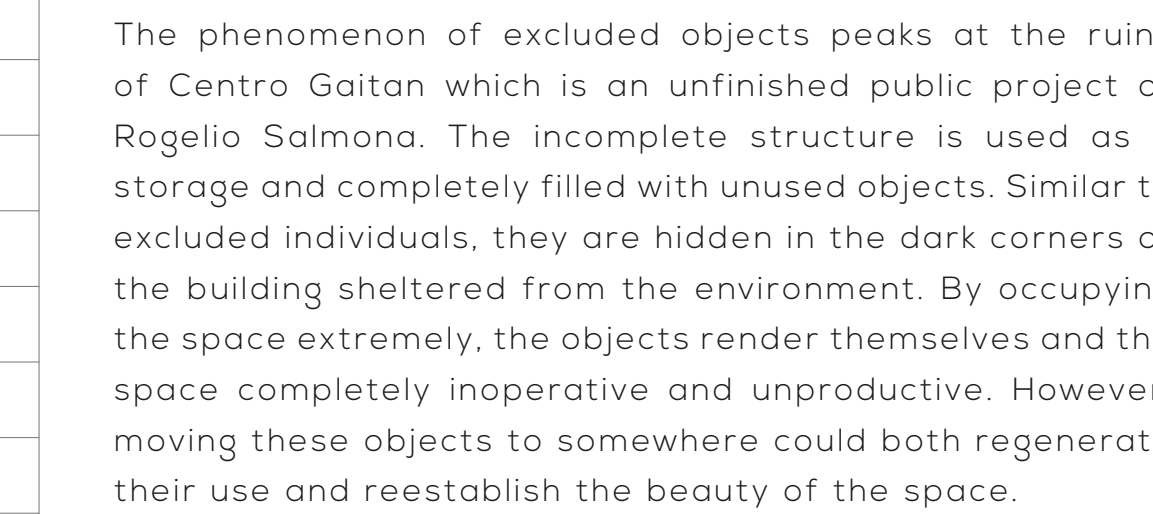 The phenomenon of excluded objects peaks at the ruin
of Centro Gaitan which is an unfinished public project
Rogelio Salmona. The incomplete structure is used as
storage and completely filled with unused objects. Similar t
excluded individuals, they are hidden in the dark corners
the building sheltered from the environment. By occupyin
the space extremely, the objects render themselves and th
space completely inoperative and unproductive. However
moving these objects to somewhere could both regenerat
their use and reestablish the beauty of the space.